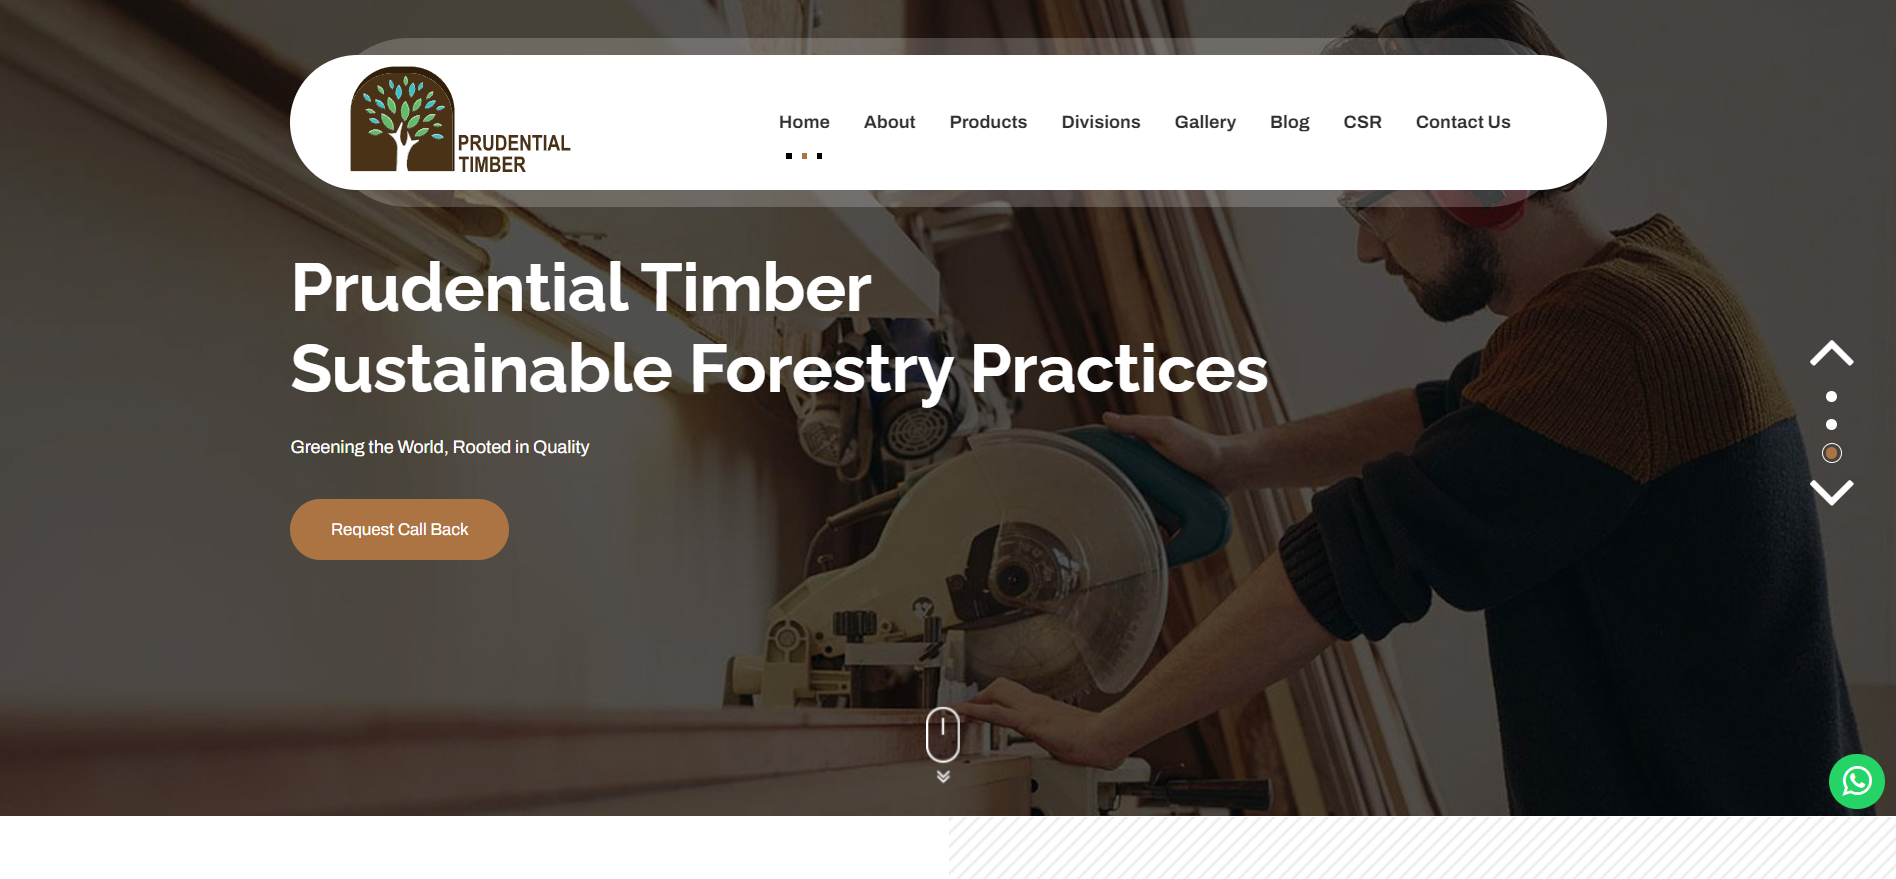 PRUDENTIAL
TIMBER
Home About Products Divisions Gallery Blog CSR Contact Us
Prudential Timber
Sustainable Forestry Practices
Greening the World, Rooted in Quality
Request Call Back